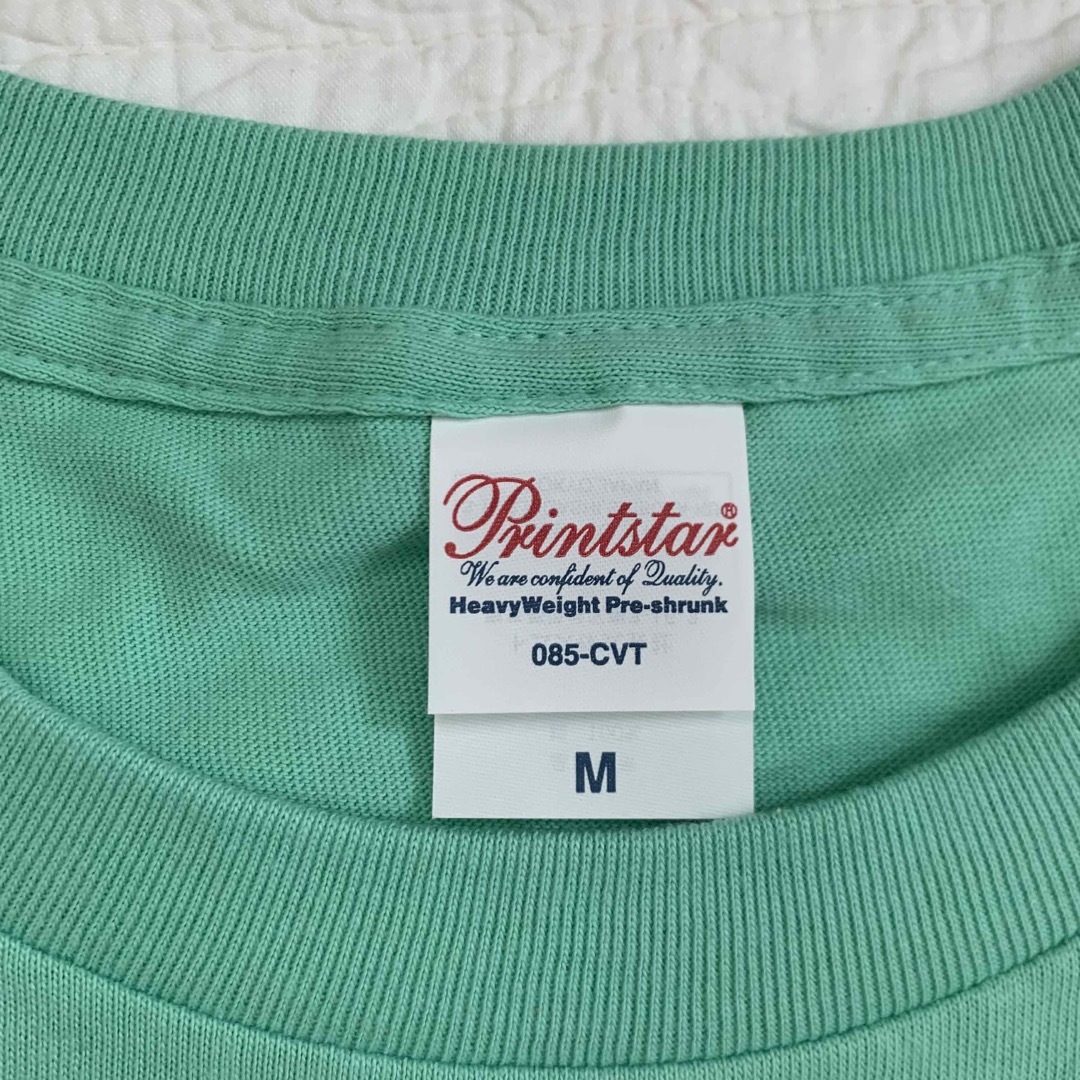 Printstar®
We are confident of Quality.
HeavyWeight Pre-shrunk
085-CVT
M